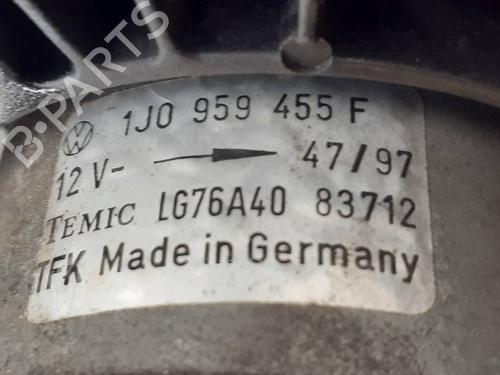 1J0 959 455 F
12 V- 47/97
TEMIC LG76A40 83712
TFK Made in Germany
B-PARTS